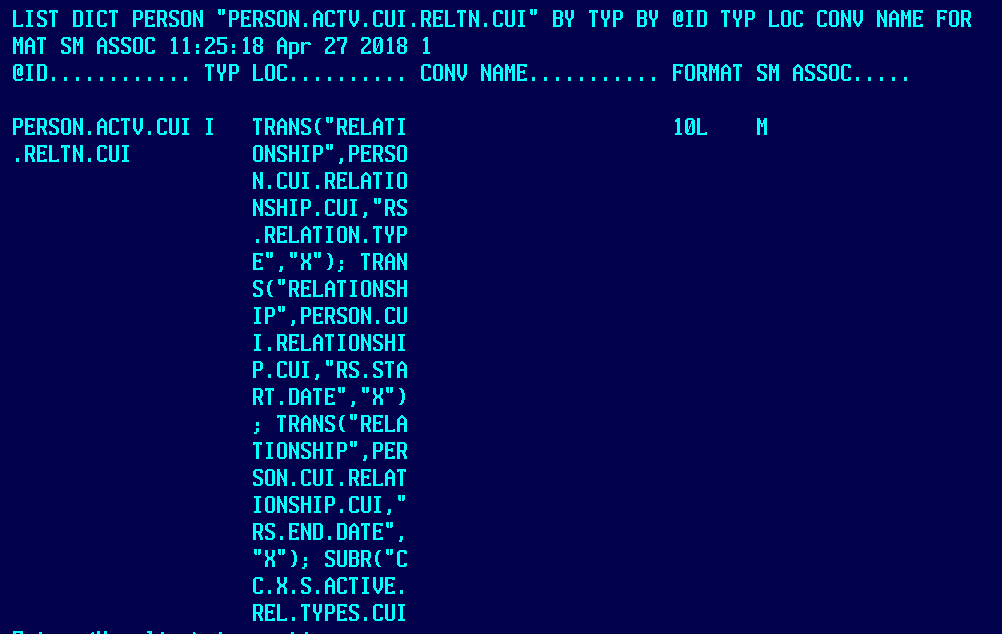 LIST DICT PERSON "PERSON.ACTV.CUI.RELTN.CUI" BY TYP BY @ID TYP LOC CONV NAME FOR
MAT SM ASSOC 11:25:18 Apr 27 2018 1
@ID............ TYP LOC.......... CONV NAME........... FORMAT SM ASSOC.....
PERSON.ACTV.CUI I TRANS("RELATI 10L M
.RELTN.CUI ONSHIP",PERSO
N.CUI.RELATIO
NSHIP.CUI,"RS
.RELATION.TYP
E","X"); TRAN
S("RELATIONSH
IP",PERSON.CU
I.RELATIONSHI
P.CUI,"RS.STA
RT.DATE","X")
; TRANS("RELA
TIONSHIP",PER
SON.CUI.RELAT
IONSHIP.CUI,"
RS.END.DATE",
"X"); SUBR("C
C.X.S.ACTIVE.
REL.TYPES.CUI